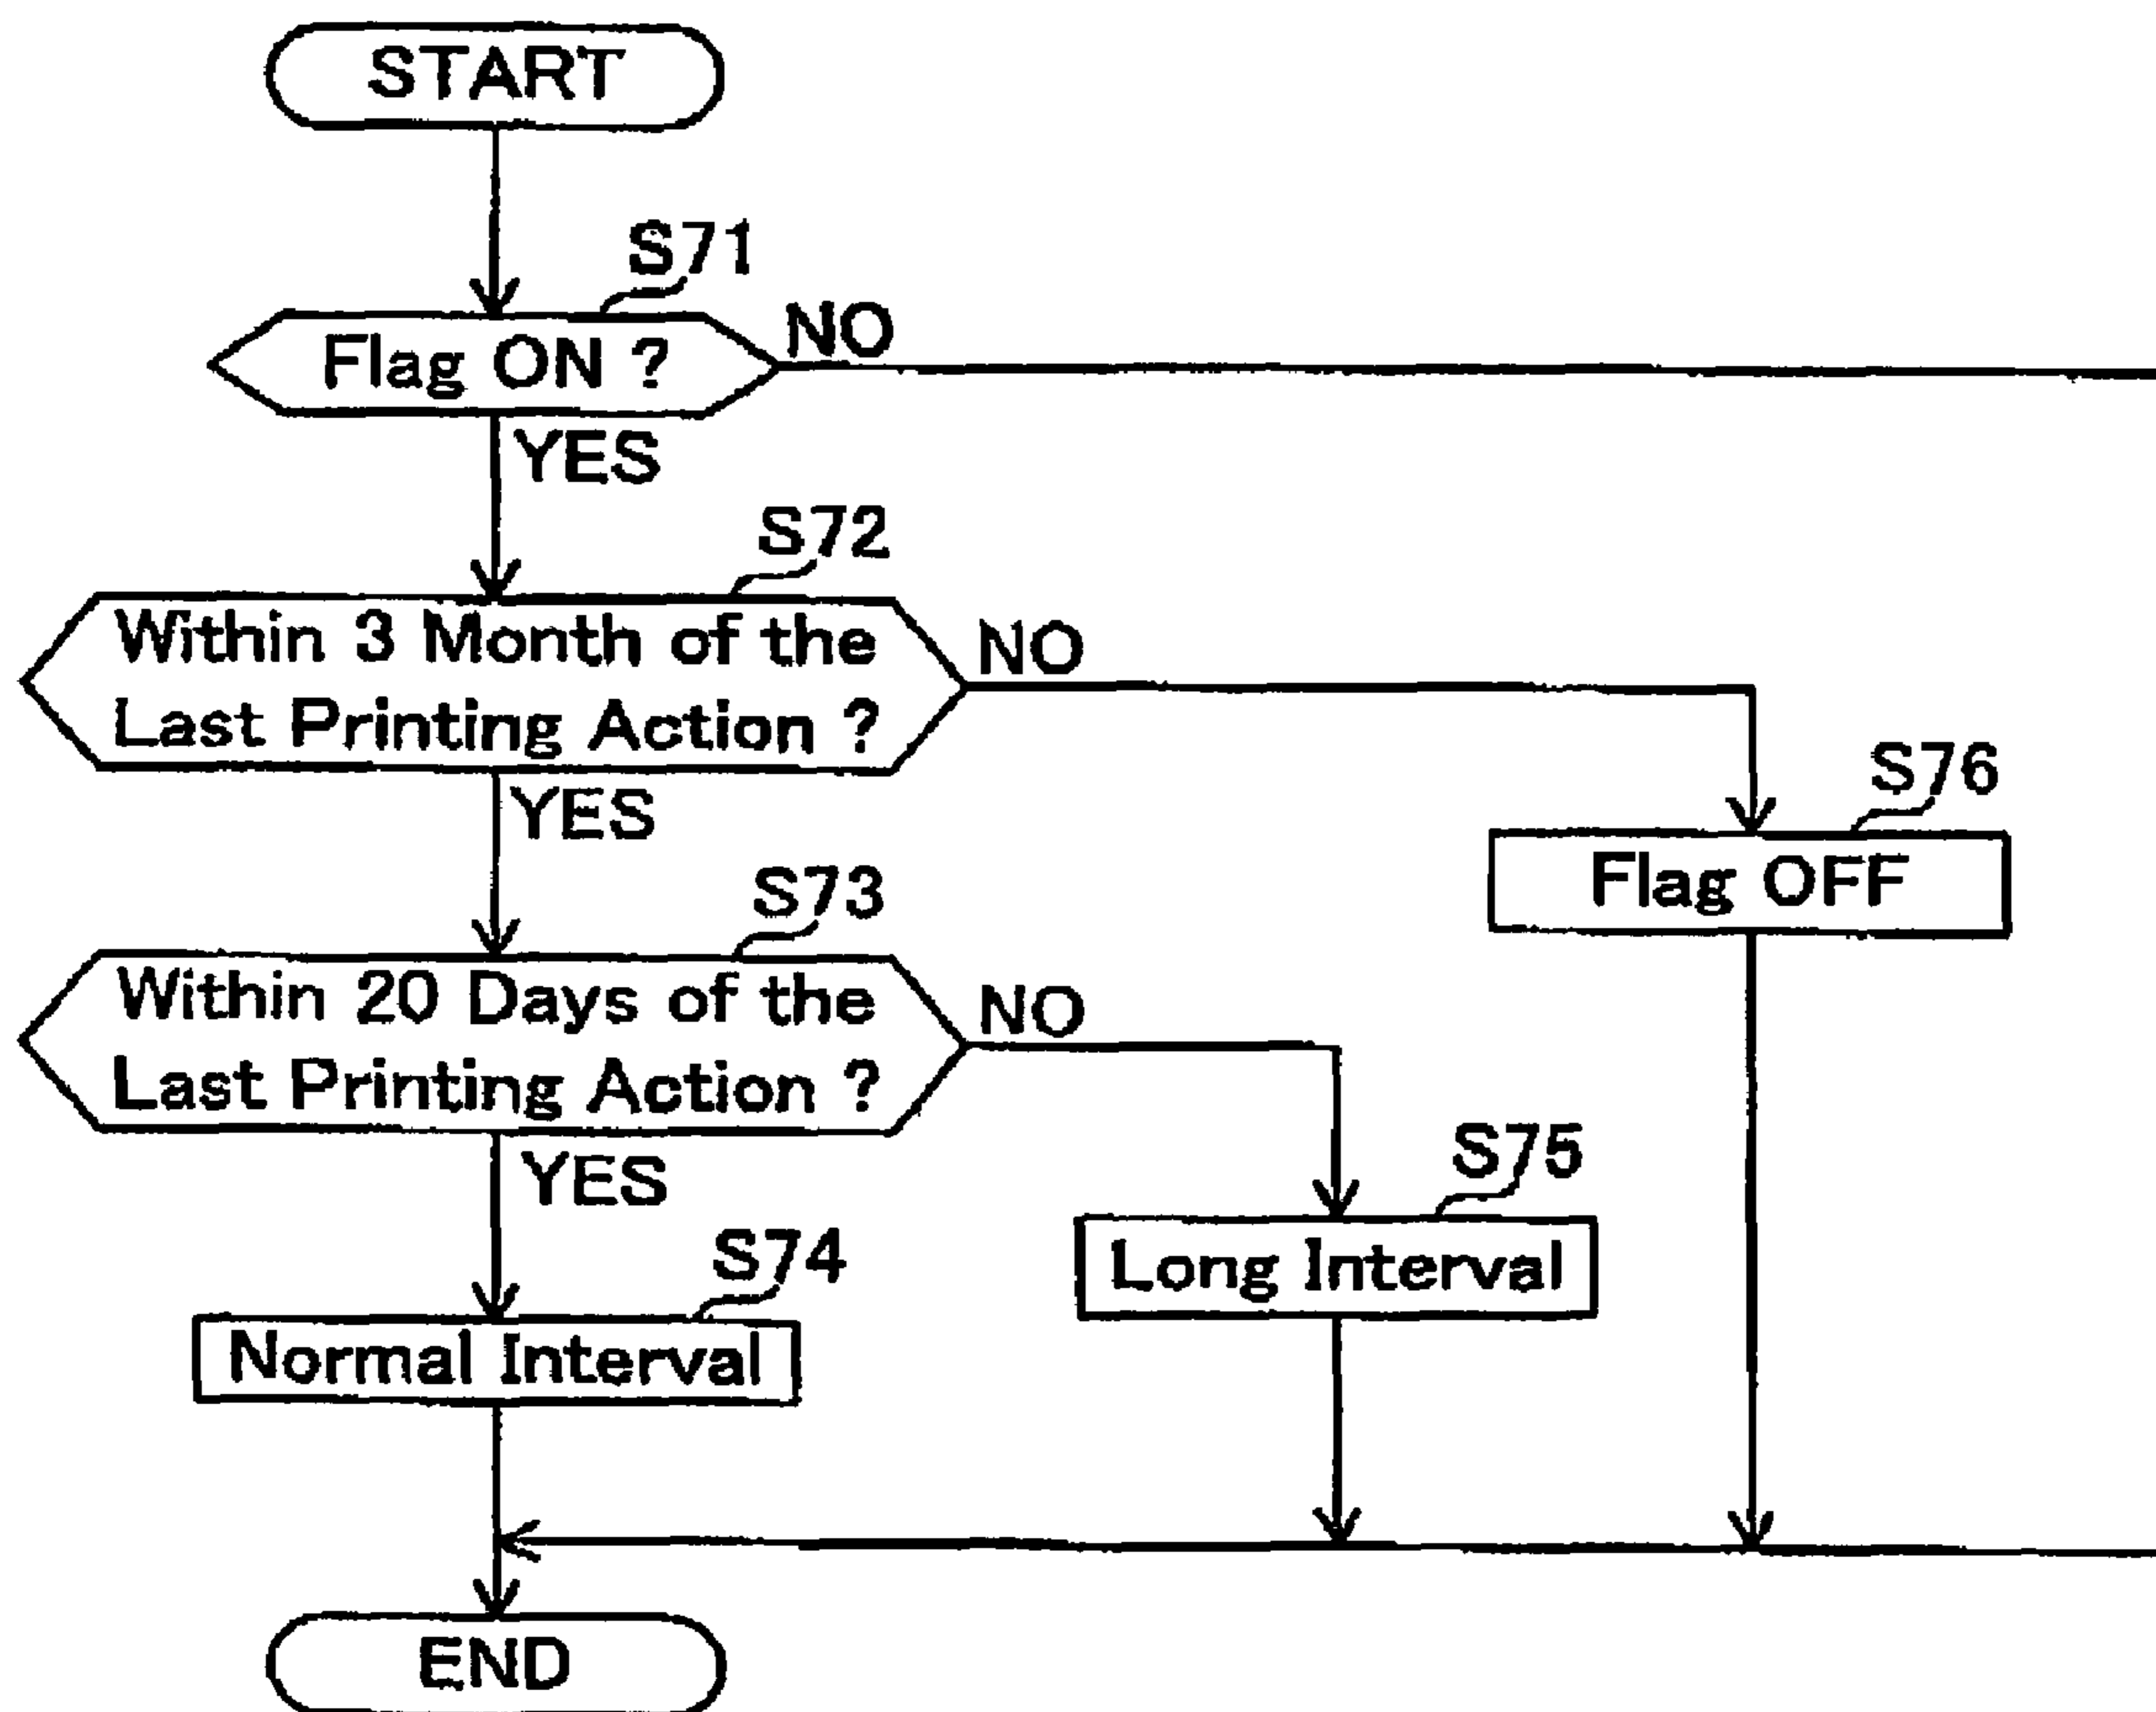 START
S71
Flag ON ?
NO
YES
S72
Within 3 Month of the
Last Printing Action ?
NO
YES
S76
Flag OFF
S73
Within 20 Days of the
Last Printing Action ?
NO
YES
S75
Long Interval
S74
Normal Interval
END